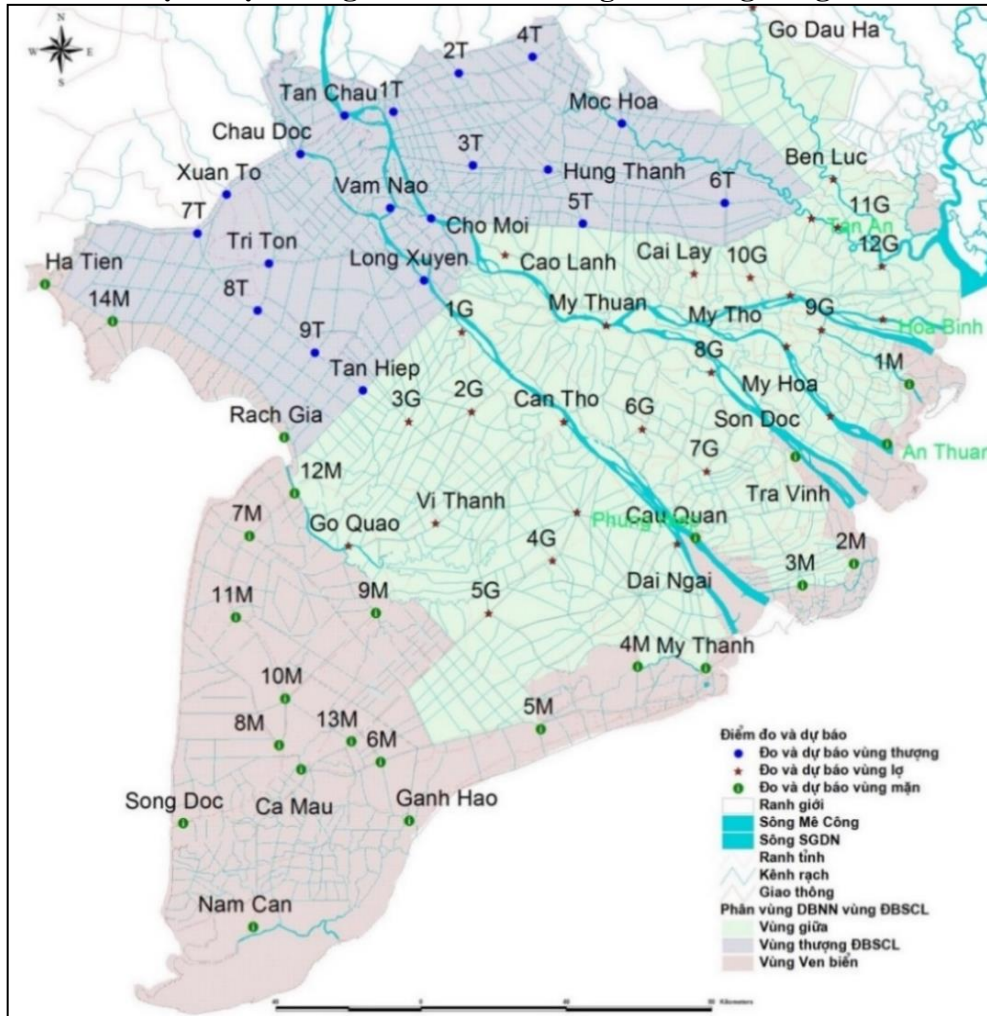 N
W
E
S
Go Dau Ha
4T
2T
Tan Chau
1T
Moc Hoa
Chau Doc
Ben Luc
3T
Xuan To
Hung Thanh
Vam Nao
6T
11G
7T
5T
Tan An
Cho Moi
Tri Ton
12G
Ha Tien
Long Xuyen
Cao Lanh
Cai Lay
10G
8T
14M
1G
My Thuan
My Tho
9G
Hoa Binh
9T
8G
1M
Tan Hiep
My Hoa
2G
Can Tho
3G
6G
Son Doc
Rach Gia
An Thuan
7G
12M
Tra Vinh
Vi Thanh
7M
Go Quao
Cau Quan
4G
2M
3M
Dai Ngai
11M
9M
5G
4M
My Thanh
10M
5M
8M
13M
6M
Điểm đo và dự báo
Đo và dự báo vùng thượng
Đo và dự báo vùng lợ
Đo và dự báo vùng mặn
Song Doc
Ca Mau
Ganh Hao
Ranh giới
Sông Mê Công
Sông SGDN
Ranh tỉnh
Kênh rạch
Giao thông
Nam Can
Phân vùng DBNN vùng ĐBSCL
Vùng giữa
Vùng thượng ĐBSCL
Vùng Ven biển
40
0
Kilometers